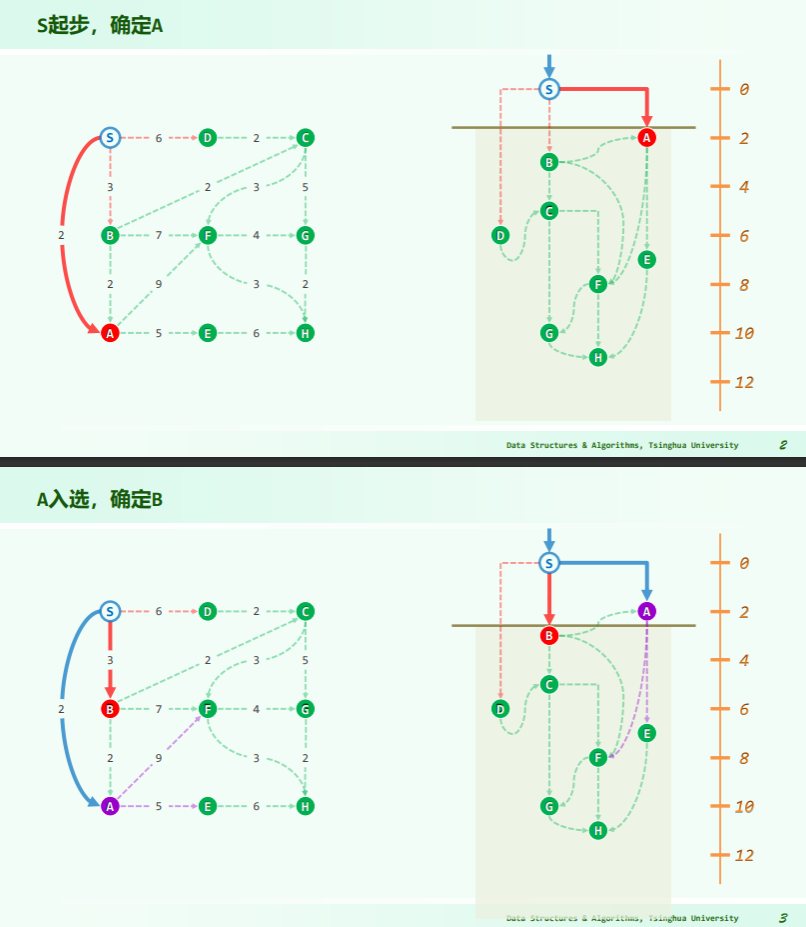 S起步，确定A
S 6 D 2 C
3 2 3 5
2 B 7 F 4 G
2 9 3 2
A 5 E 6 H
S 0
A 2
B
4
C
D 6
E
F 8
G 10
H
12
Data Structures & Algorithms, Tsinghua University 2
A入选，确定B
S 6 D 2 C
3 2 3 5
2 B 7 F 4 G
2 9 3 2
A 5 E 6 H
S 0
A 2
B
4
C
D 6
E
F 8
G 10
H
12
Data Structures & Algorithms, Tsinghua University 3